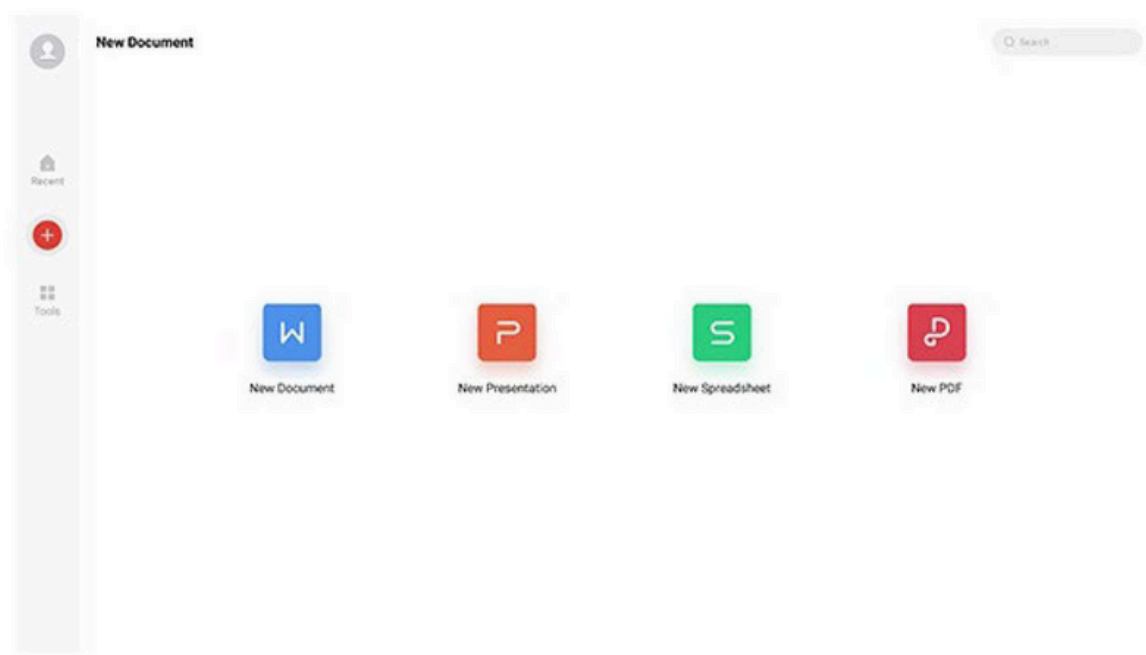 New Document
Search
Recent
Tools
W
P
S
P
New Document
New Presentation
New Spreadsheet
New PDF